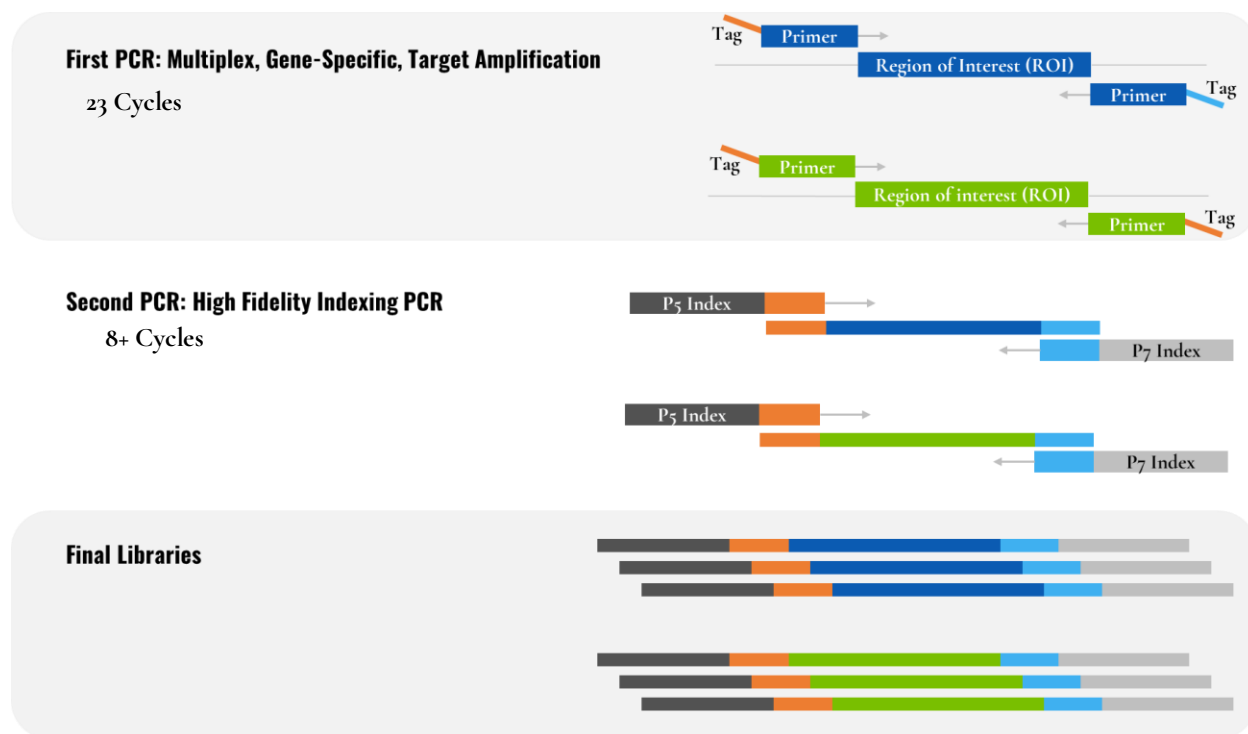 First PCR: Multiplex, Gene-Specific, Target Amplification
23 Cycles
Tag
Primer
Region of Interest (ROI)
Primer
Tag
Tag
Primer
Region of interest (ROI)
Primer
Tag
Second PCR: High Fidelity Indexing PCR
8+ Cycles
P5 Index
P7 Index
P5 Index
P7 Index
Final Libraries